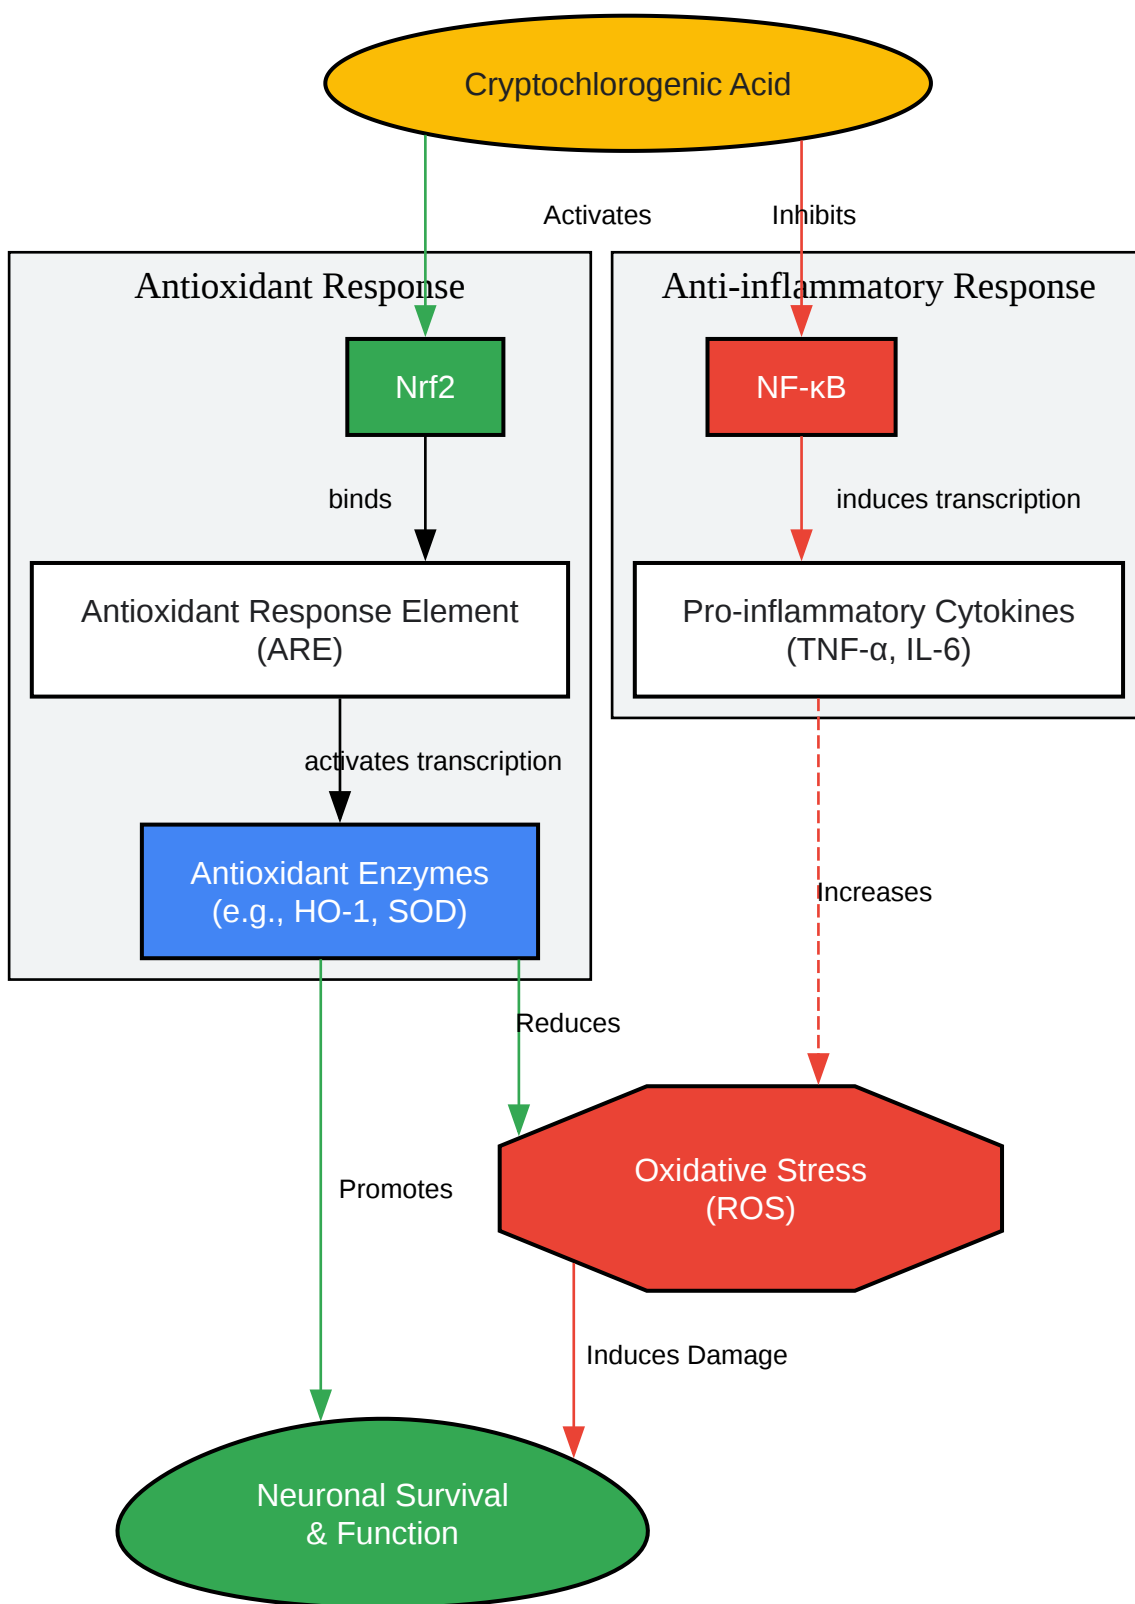 Cryptochlorogenic Acid
Activates
Inhibits
Antioxidant Response
Anti-inflammatory Response
Nrf2
NF-κB
binds
induces transcription
Antioxidant Response Element
(ARE)
Pro-inflammatory Cytokines
(TNF-α, IL-6)
activates transcription
Antioxidant Enzymes
(e.g., HO-1, SOD)
Increases
Reduces
Oxidative Stress
(ROS)
Promotes
Induces Damage
Neuronal Survival
& Function